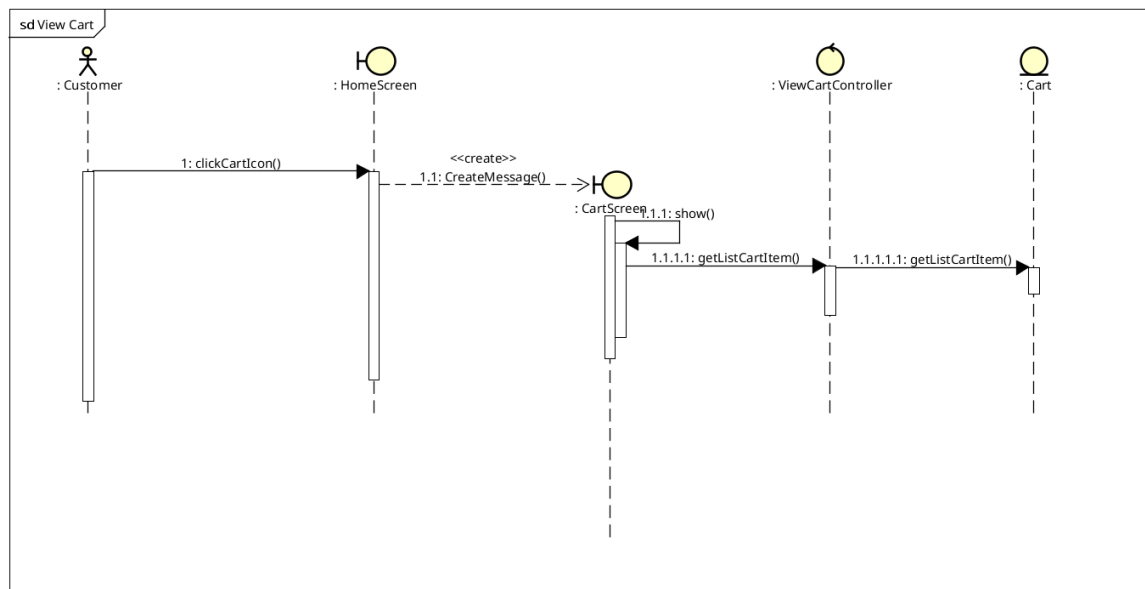 sd View Cart
: Customer
: HomeScreen
: ViewCartController
: Cart
1: clickCartIcon()
<<create>>
1.1: CreateMessage()
: CartScreen
1.1.1: show()
1.1.1.1: getListCartItem()
1.1.1.1.1: getListCartItem()